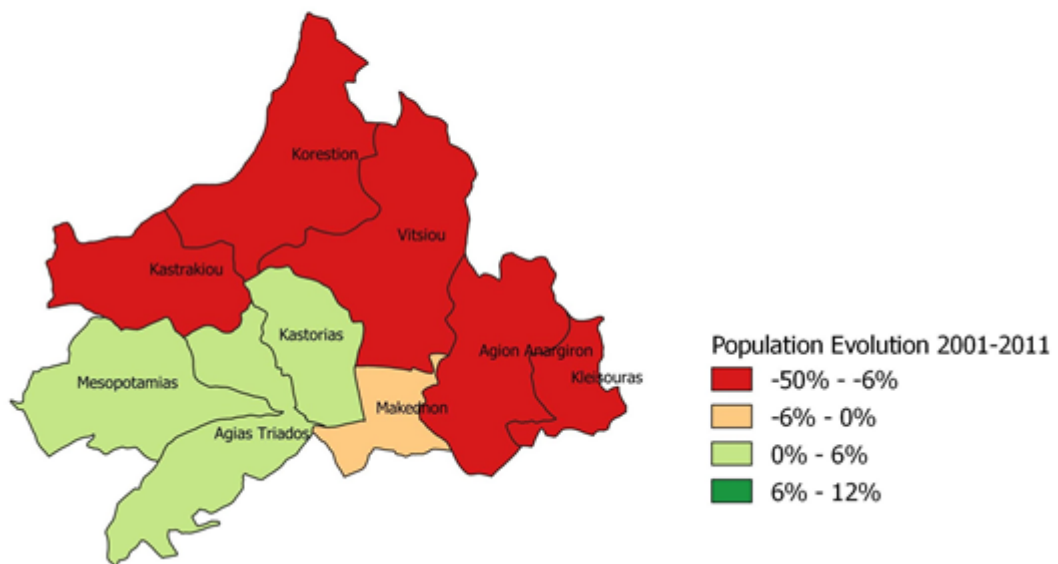 Korestion
Vitsiou
Kastrakiou
Kastorias
Agion Anargiron
Kleisouras
Mesopotamias
Makedhon
Agias Triados
Population Evolution 2001-2011
-50% - -6%
-6% - 0%
0% - 6%
6% - 12%